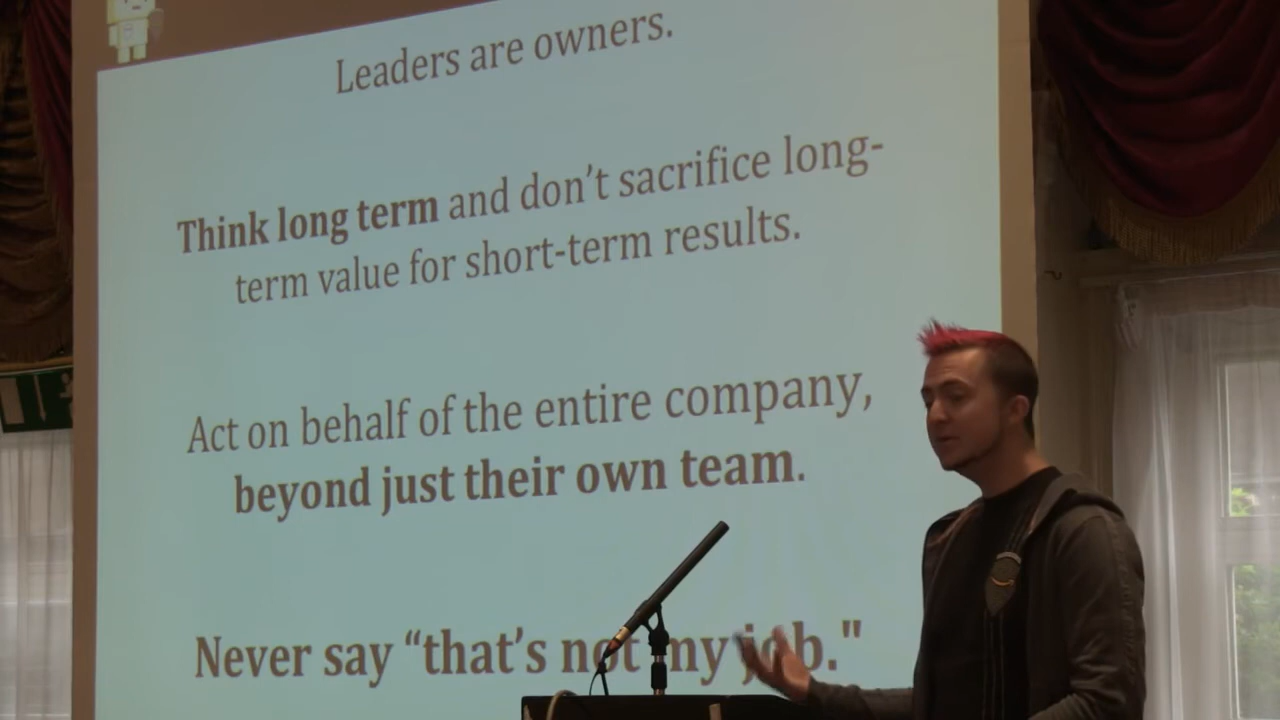 Leaders are owners.
Think long term and don’t sacrifice long-
term value for short-term results.
Act on behalf of the entire company,
beyond just their own team.
Never say “that’s not my job."